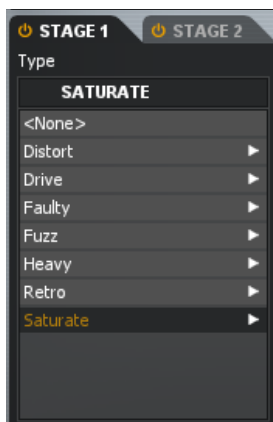 STAGE 1 STAGE 2
Type
SATURATE
<None>
Distort
Drive
Faulty
Fuzz
Heavy
Retro
Saturate